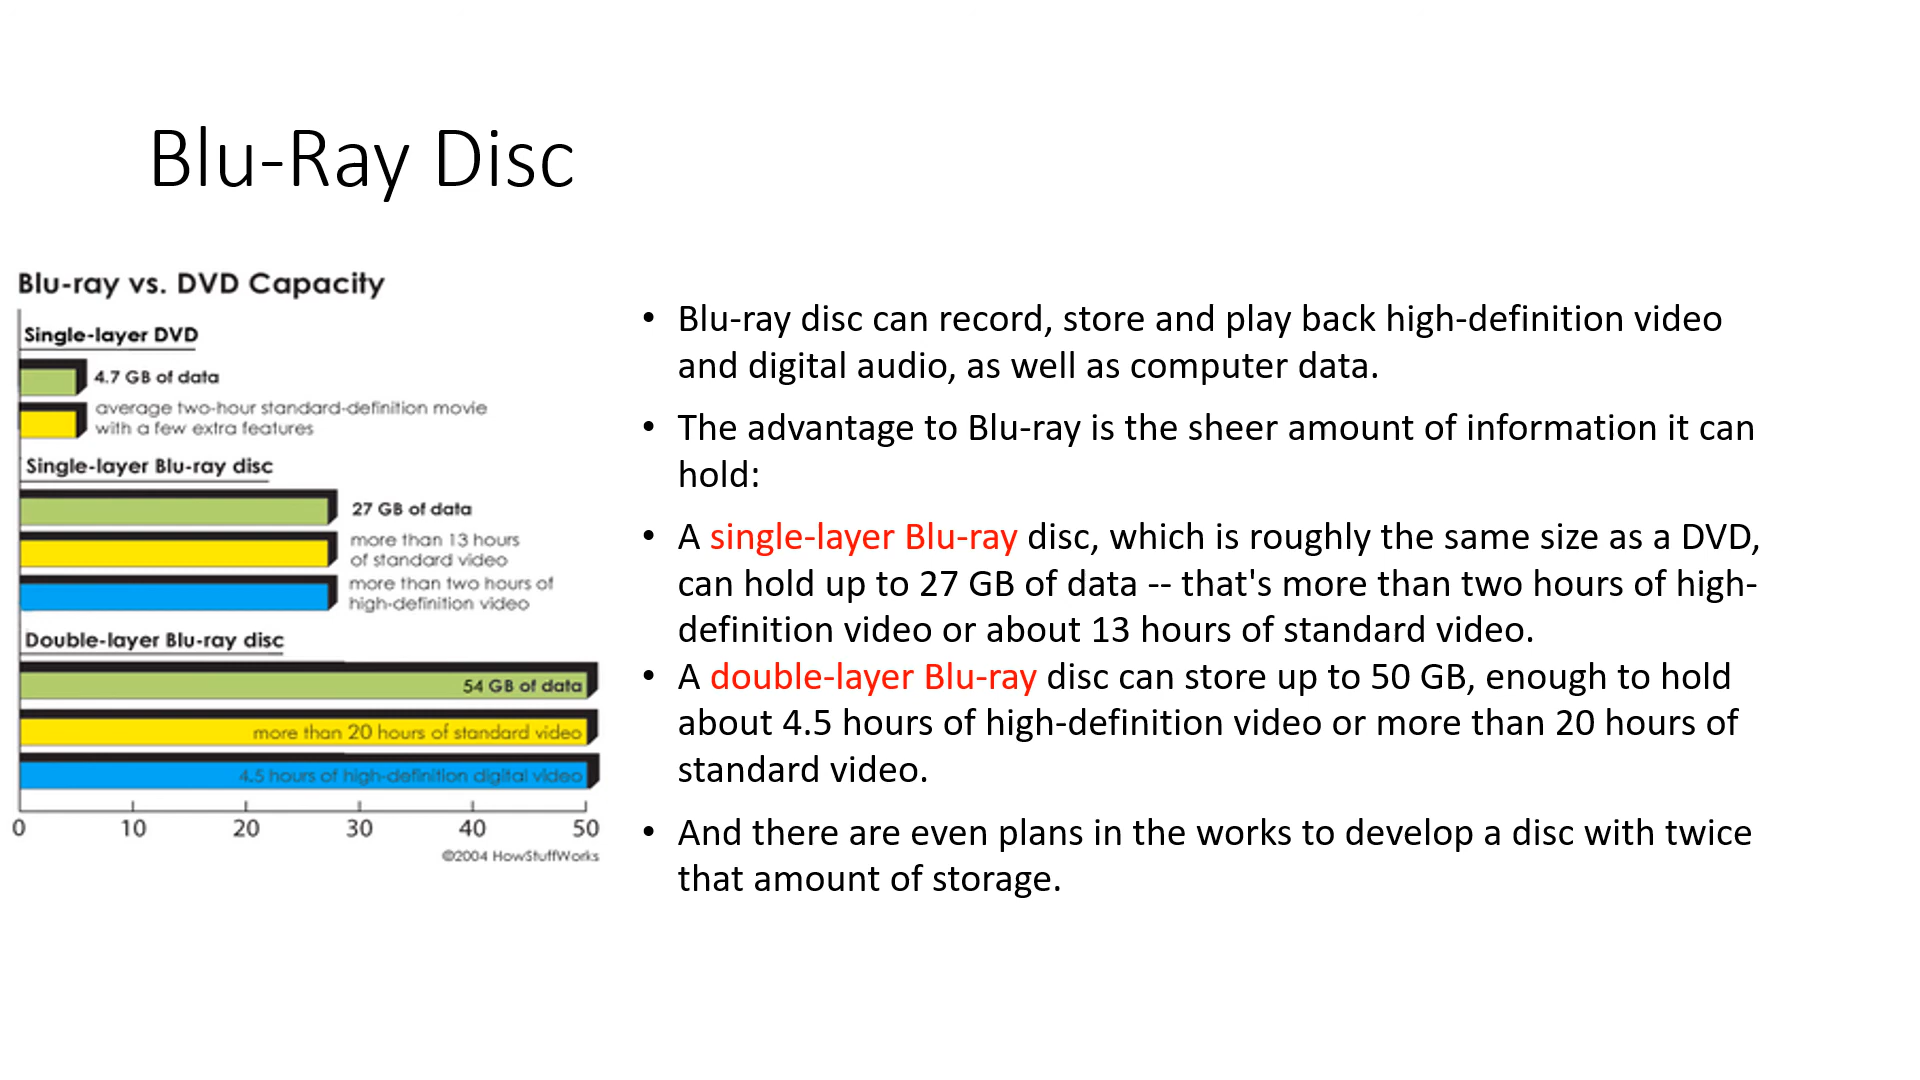 Blu-Ray Disc
Blu-ray vs. DVD Capacity
Single-layer DVD
4.7 GB of data
average two-hour standard-definition movie
with a few extra features
Single-layer Blu-ray disc
27 GB of data
more than 13 hours
of standard video
more than two hours of
high-definition video
Double-layer Blu-ray disc
54 GB of data
more than 20 hours of standard video
4.5 hours of high-definition digital video
0 10 20 30 40 50
©2004 HowStuffWorks
• Blu-ray disc can record, store and play back high-definition video
and digital audio, as well as computer data.
• The advantage to Blu-ray is the sheer amount of information it can
hold:
• A single-layer Blu-ray disc, which is roughly the same size as a DVD,
can hold up to 27 GB of data -- that's more than two hours of high-
definition video or about 13 hours of standard video.
• A double-layer Blu-ray disc can store up to 50 GB, enough to hold
about 4.5 hours of high-definition video or more than 20 hours of
standard video.
• And there are even plans in the works to develop a disc with twice
that amount of storage.